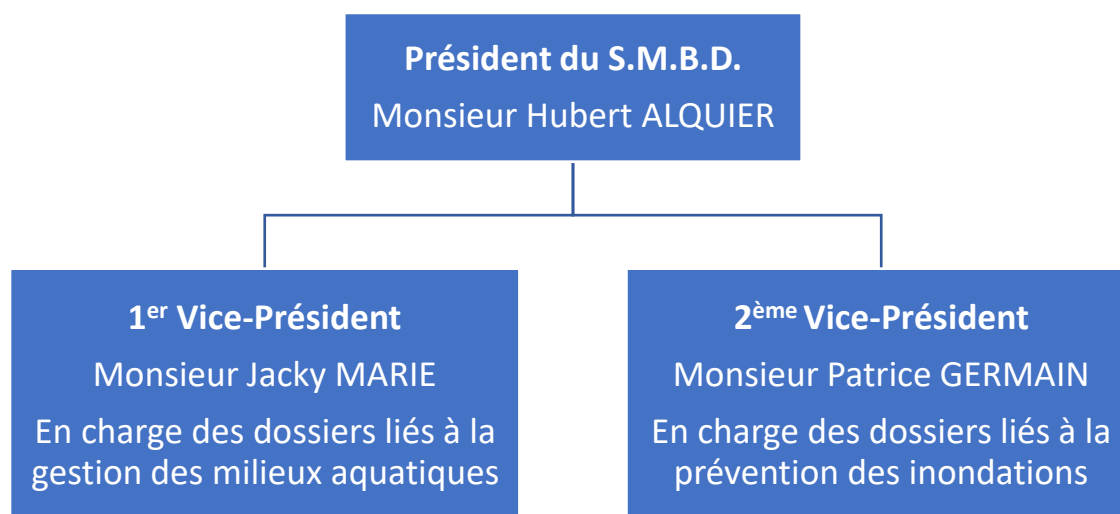 Président du S.M.B.D.
Monsieur Hubert ALQUIER
1er Vice-Président
Monsieur Jacky MARIE
En charge des dossiers liés à la
gestion des milieux aquatiques
2ème Vice-Président
Monsieur Patrice GERMAIN
En charge des dossiers liés à la
prévention des inondations